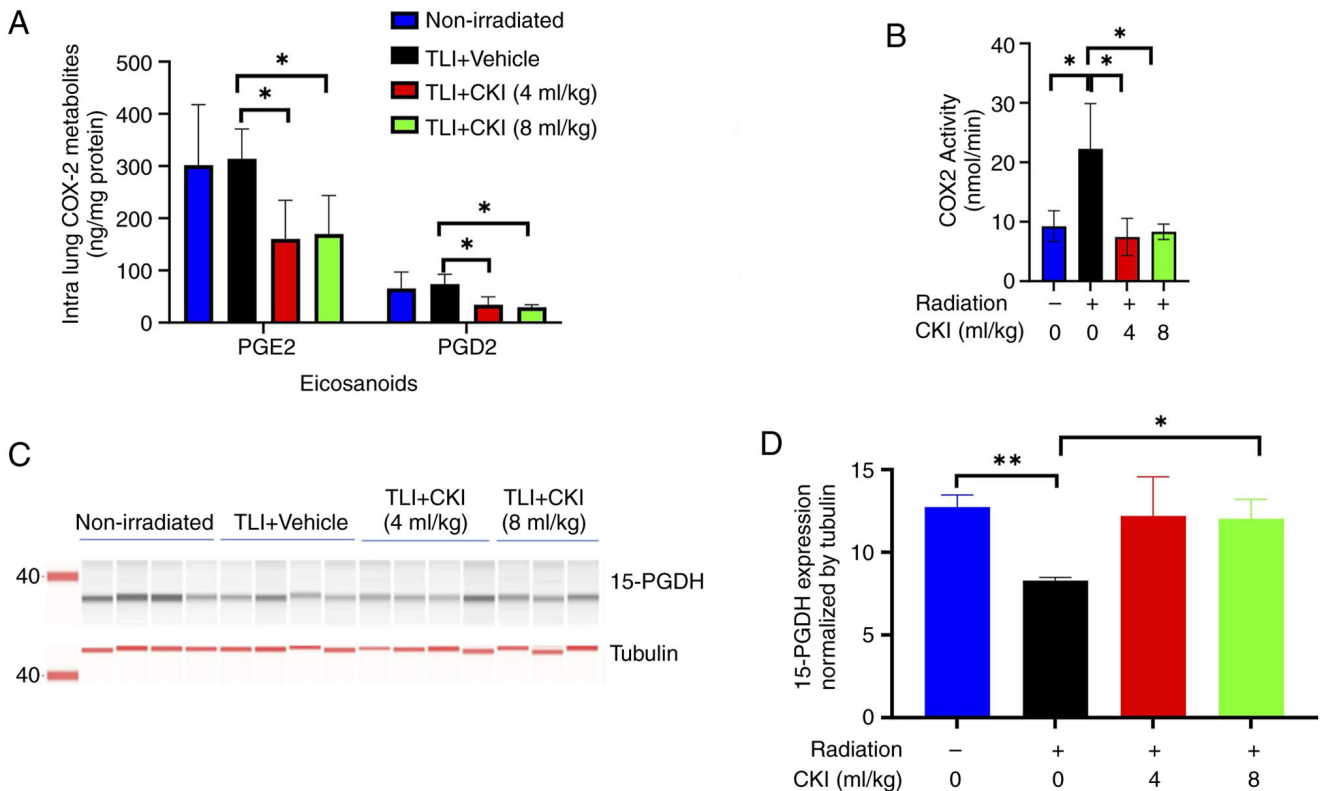 A
Non-irradiated
TLI+Vehicle
TLI+CKI (4 ml/kg)
TLI+CKI (8 ml/kg)
Intra lung COX-2 metabolites
(ng/mg protein)
500
400
300
200
100
0
*
*
*
*
PGE2 PGD2
Eicosanoids
B
COX2 Activity
(nmol/min)
40
30
20
10
0
*
* *
Radiation − + + +
CKI (ml/kg) 0 0 4 8
C
Non-irradiated TLI+Vehicle TLI+CKI (4 ml/kg) TLI+CKI (8 ml/kg)
40 15-PGDH
Tubulin
40
D
15-PGDH expression
normalized by tubulin
15
10
5
0
*
**
Radiation − + + +
CKI (ml/kg) 0 0 4 8